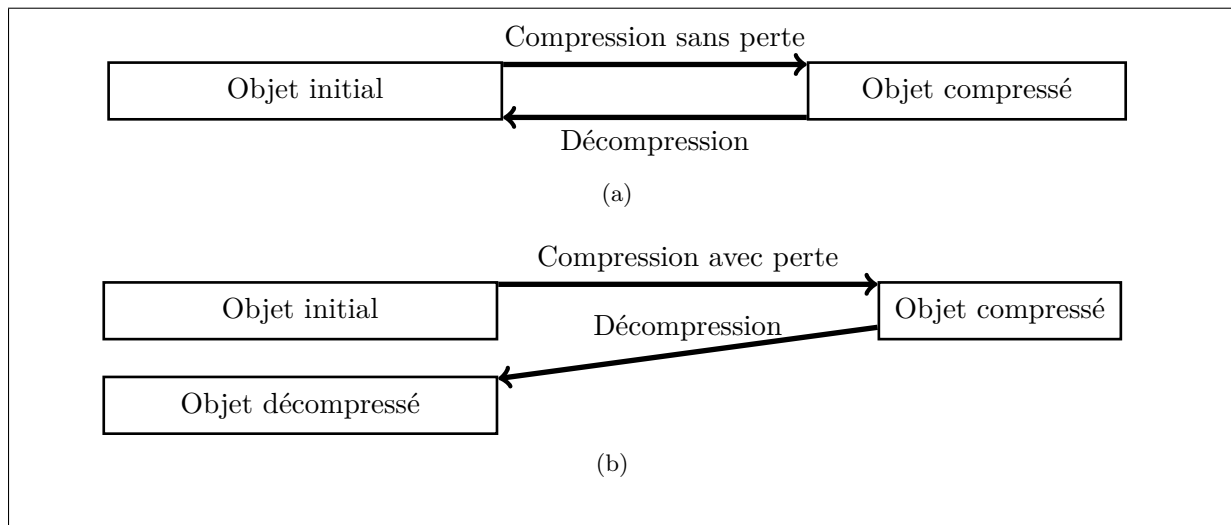 Compression sans perte
Objet initial
Objet compressé
Décompression
(a)
Compression avec perte
Objet initial
Objet compressé
Décompression
Objet décompressé
(b)